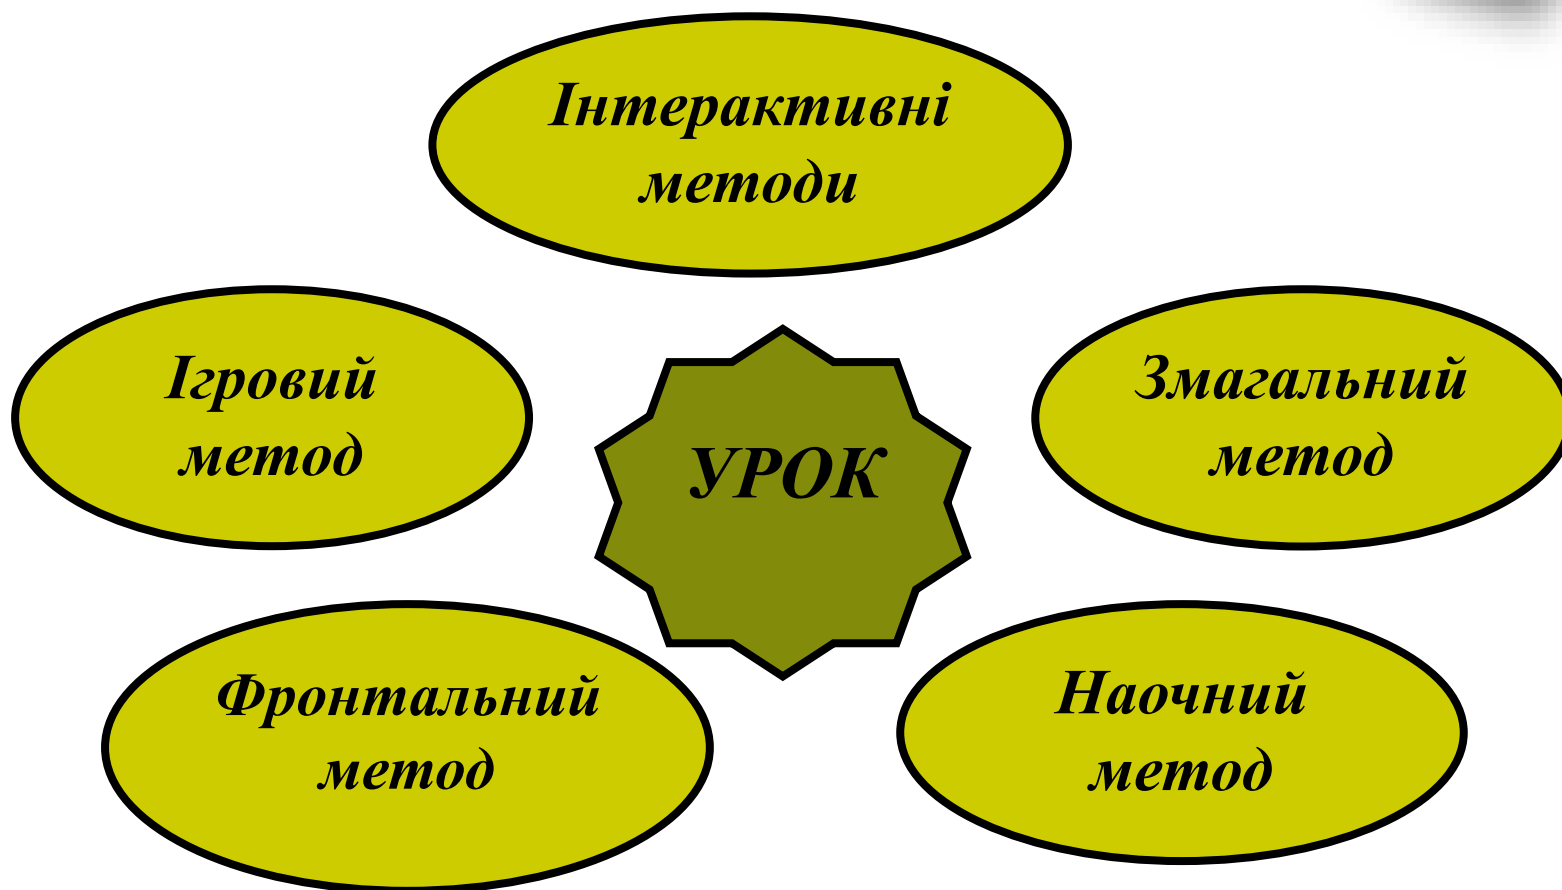 Інтерактивні
методи
Ігровий
метод
Змагальний
метод
УРОК
Фронтальний
метод
Наочний
метод